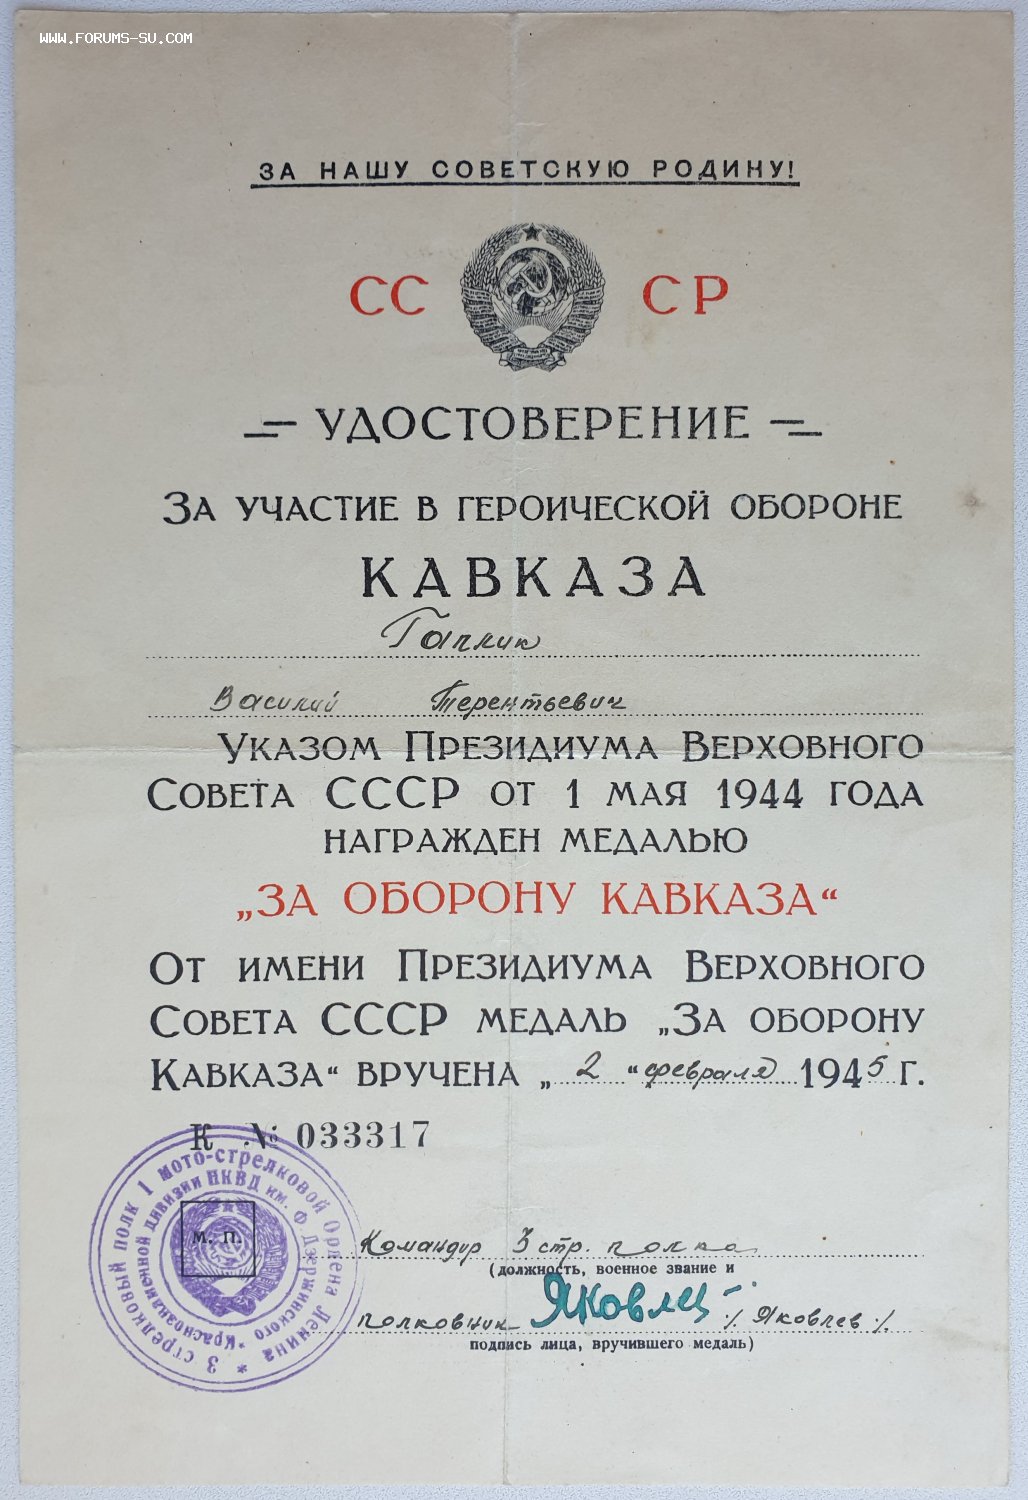 www.forums-su.com
ЗА НАШУ СОВЕТСКУЮ РОДИНУ!
СС СР
УДОСТОВЕРЕНИЕ
За участие в героической обороне
КАВКАЗА
Гаплик
Василий Терентьевич
Указом Президиума Верховного
Совета СССР от 1 мая 1944 года
награжден медалью
„ЗА ОБОРОНУ КАВКАЗА“
От имени Президиума Верховного
Совета СССР медаль „За оборону
Кавказа“ вручена „2“ февраля 1945 г.
К № 033317
3 стрелковый полк 1 мото-стрелковой Ордена Ленина *
Краснознаменной дивизии НКВД им. Ф. Дзержинского *
М. П.
Командир 3 стр. полка
(должность, военное звание и
полковник Яковлев /Яковлев/.
подпись лица, вручившего медаль)